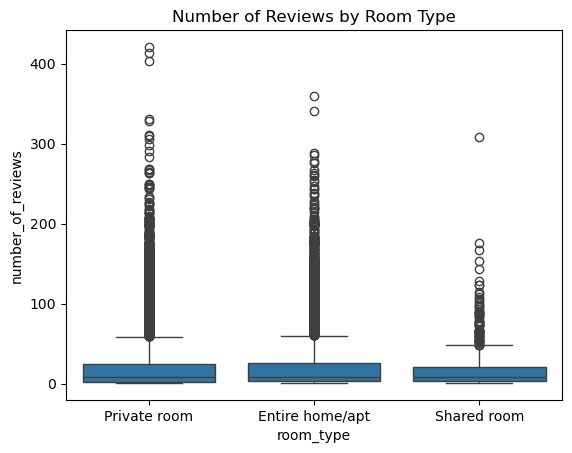 Number of Reviews by Room Type
number_of_reviews
400
300
200
100
0
Private room
Entire home/apt
Shared room
room_type